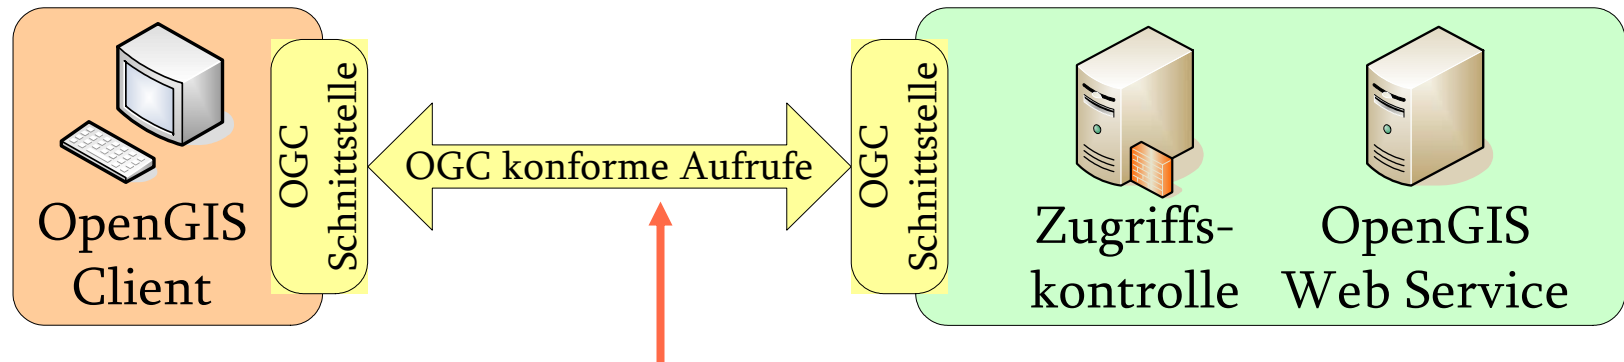 OpenGIS
Client
OGC
Schnittstelle
OGC konforme Aufrufe
OGC
Schnittstelle
Zugriffs-
kontrolle
OpenGIS
Web Service